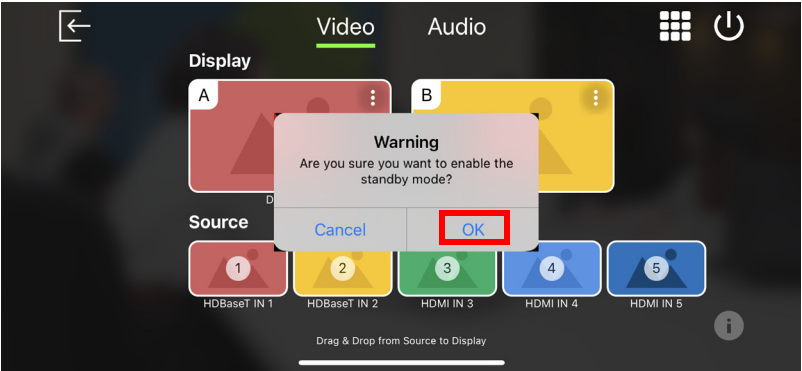 Video Audio
Display
A B
Warning
Are you sure you want to enable the
standby mode?
D
Cancel OK
Source
1 2 3 4 5
HDBaseT IN 1 HDBaseT IN 2 HDMI IN 3 HDMI IN 4 HDMI IN 5
i
Drag & Drop from Source to Display